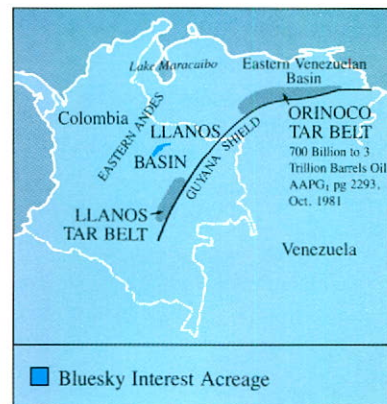 Eastern Venezuelan
Basin
Lake Maracaibo
ORINOCO
TAR BELT
700 Billion to 3
Trillion Barrels Oil
AAPG, pg 2293,
Oct. 1981
Colombia
EASTERN ANDES
LLANOS
BASIN
GUYANA SHIELD
LLANOS
TAR BELT
Venezuela
Bluesky Interest Acreage